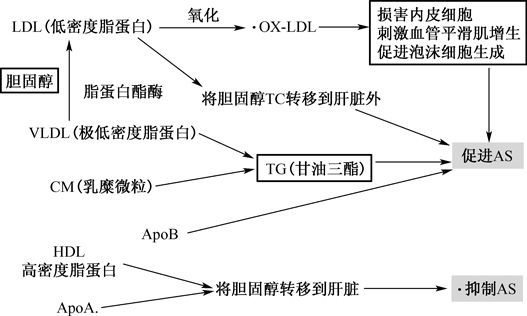 LDL(低密度脂蛋白)
氧化
·OX-LDL
损害内皮细胞
刺激血管平滑肌增生
促进泡沫细胞生成
胆固醇
脂蛋白酯酶
将胆固醇TC转移到肝脏外
VLDL(极低密度脂蛋白)
TG(甘油三酯)
促进AS
CM(乳糜微粒)
ApoB
HDL
高密度脂蛋白
将胆固醇转移到肝脏
·抑制AS
ApoA.